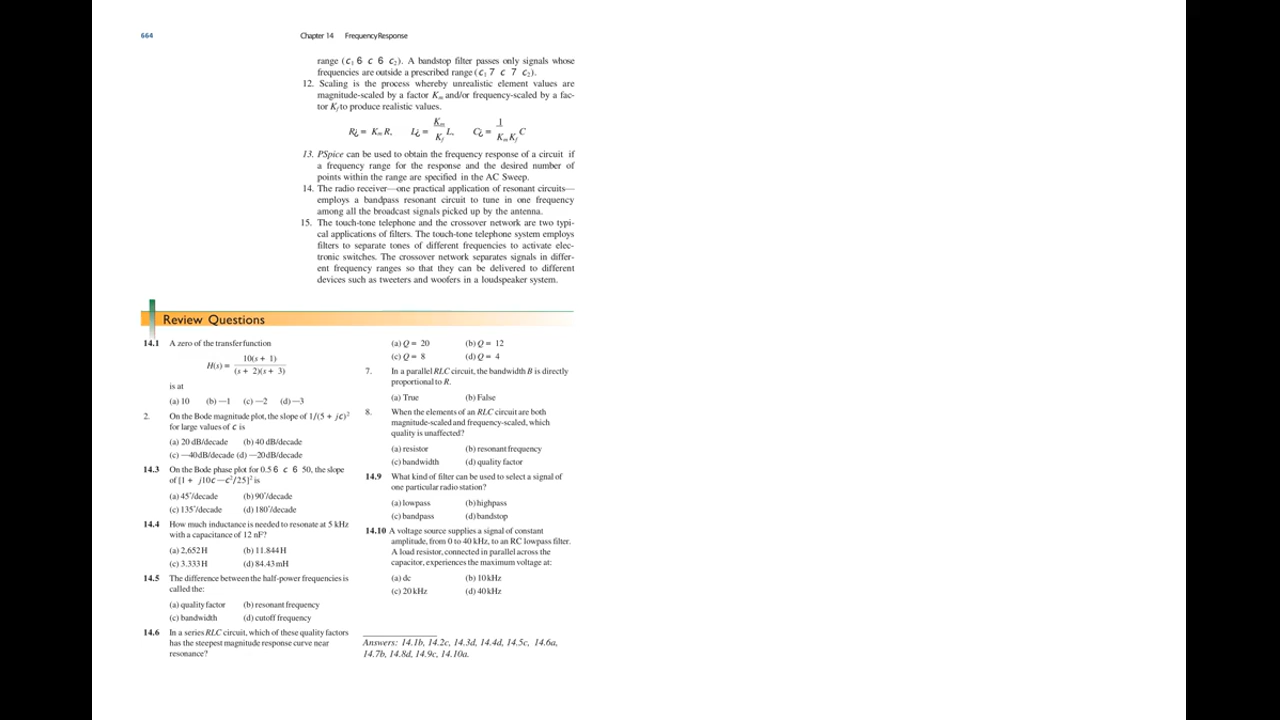 664
Chapter 14 Frequency Response
range (c₁ 6 c 6 c₂). A bandstop filter passes only signals whose
frequencies are outside a prescribed range (c₁ 7 c 7 c₂).
12. Scaling is the process whereby unrealistic element values are
magnitude-scaled by a factor Kₘ and/or frequency-scaled by a fac-
tor K_f to produce realistic values.
R¿ = Kₘ R, L¿ = Kₘ/K_f L, C¿ = 1/(Kₘ K_f) C
13. PSpice can be used to obtain the frequency response of a circuit if
a frequency range for the response and the desired number of
points within the range are specified in the AC Sweep.
14. The radio receiver—one practical application of resonant circuits—
employs a bandpass resonant circuit to tune in one frequency
among all the broadcast signals picked up by the antenna.
15. The touch-tone telephone and the crossover network are two typi-
cal applications of filters. The touch-tone telephone system employs
filters to separate tones of different frequencies to activate elec-
tronic switches. The crossover network separates signals in differ-
ent frequency ranges so that they can be delivered to different
devices such as tweeters and woofers in a loudspeaker system.
Review Questions
14.1 A zero of the transfer function
H(s) = 10(s + 1)/(s + 2)(s + 3)
is at
(a) 10 (b) —1 (c) —2 (d) —3
2. On the Bode magnitude plot, the slope of 1/(5 + jc)²
for large values of c is
(a) 20 dB/decade (b) 40 dB/decade
(c) —40dB/decade (d) —20dB/decade
14.3 On the Bode phase plot for 0.5 6 c 6 50, the slope
of [1 + j10c — c²/25]² is
(a) 45°/decade (b) 90°/decade
(c) 135°/decade (d) 180°/decade
14.4 How much inductance is needed to resonate at 5 kHz
with a capacitance of 12 nF?
(a) 2,652 H (b) 11.844 H
(c) 3.333 H (d) 84.43 mH
14.5 The difference between the half-power frequencies is
called the:
(a) quality factor (b) resonant frequency
(c) bandwidth (d) cutoff frequency
14.6 In a series RLC circuit, which of these quality factors
has the steepest magnitude response curve near
resonance?
(a) Q = 20 (b) Q = 12
(c) Q = 8 (d) Q = 4
7. In a parallel RLC circuit, the bandwidth B is directly
proportional to R.
(a) True (b) False
8. When the elements of an RLC circuit are both
magnitude-scaled and frequency-scaled, which
quality is unaffected?
(a) resistor (b) resonant frequency
(c) bandwidth (d) quality factor
14.9 What kind of filter can be used to select a signal of
one particular radio station?
(a) lowpass (b) highpass
(c) bandpass (d) bandstop
14.10 A voltage source supplies a signal of constant
amplitude, from 0 to 40 kHz, to an RC lowpass filter.
A load resistor, connected in parallel across the
capacitor, experiences the maximum voltage at:
(a) dc (b) 10 kHz
(c) 20 kHz (d) 40 kHz
Answers: 14.1b, 14.2c, 14.3d, 14.4d, 14.5c, 14.6a,
14.7b, 14.8d, 14.9c, 14.10a.